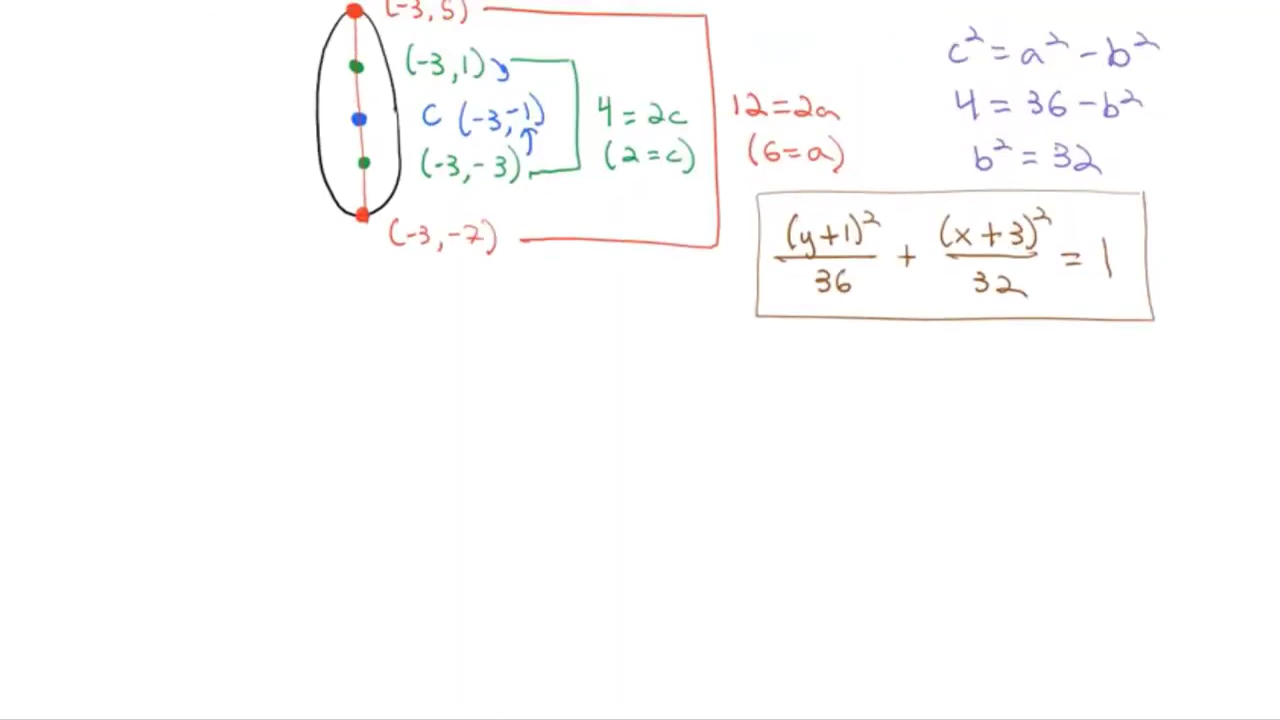 (-3,5)
(-3,1)
C (-3,-1)
(-3,-3)
(-3,-7)
4 = 2c
(2 = c)
12 = 2a
(6 = a)
c² = a² - b²
4 = 36 - b²
b² = 32
(y+1)²/36 + (x+3)²/32 = 1